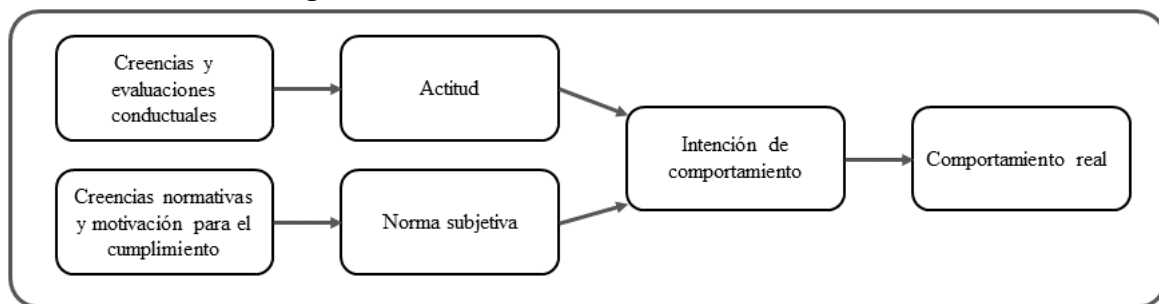 Creencias y
evaluaciones
conductuales
Actitud
Creencias normativas
y motivación para el
cumplimiento
Norma subjetiva
Intención de
comportamiento
Comportamiento real